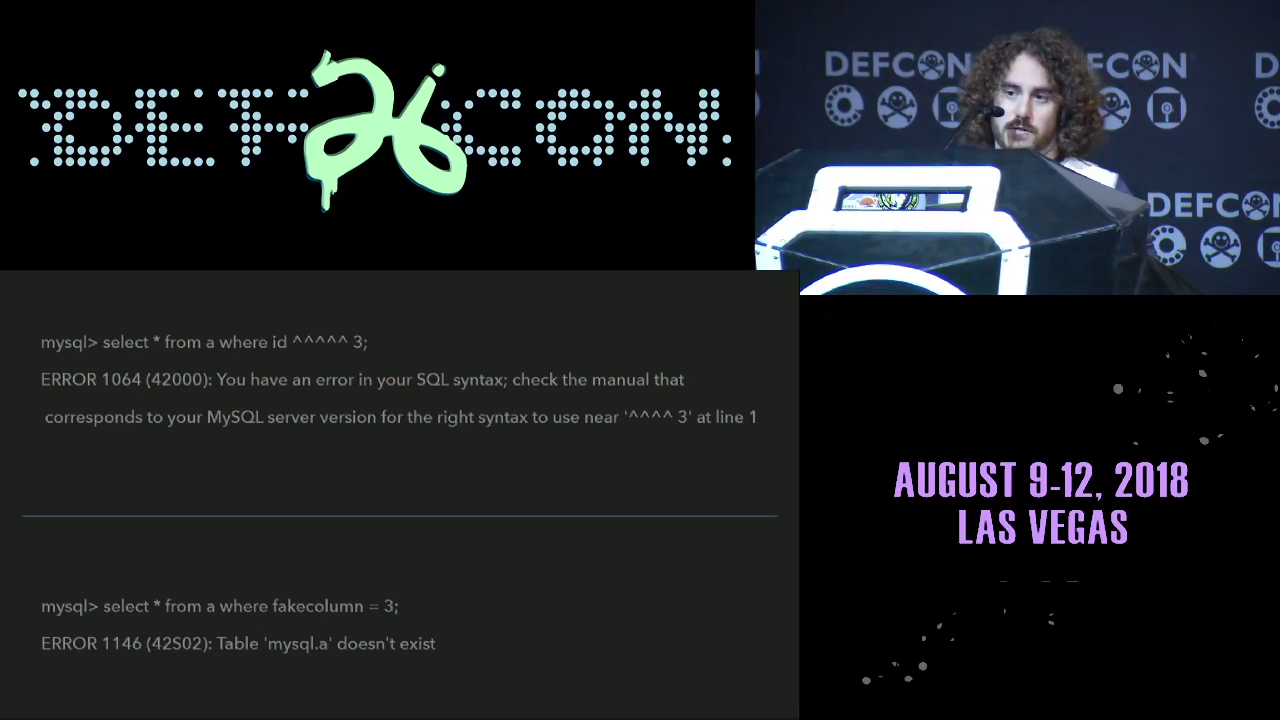 DEF 26 CON
DEFCON
DEFCON
DEFCON
mysql> select * from a where id ^^^^^ 3;
ERROR 1064 (42000): You have an error in your SQL syntax; check the manual that
corresponds to your MySQL server version for the right syntax to use near '^^^^ 3' at line 1
mysql> select * from a where fakecolumn = 3;
ERROR 1146 (42S02): Table 'mysql.a' doesn't exist
AUGUST 9-12, 2018
LAS VEGAS